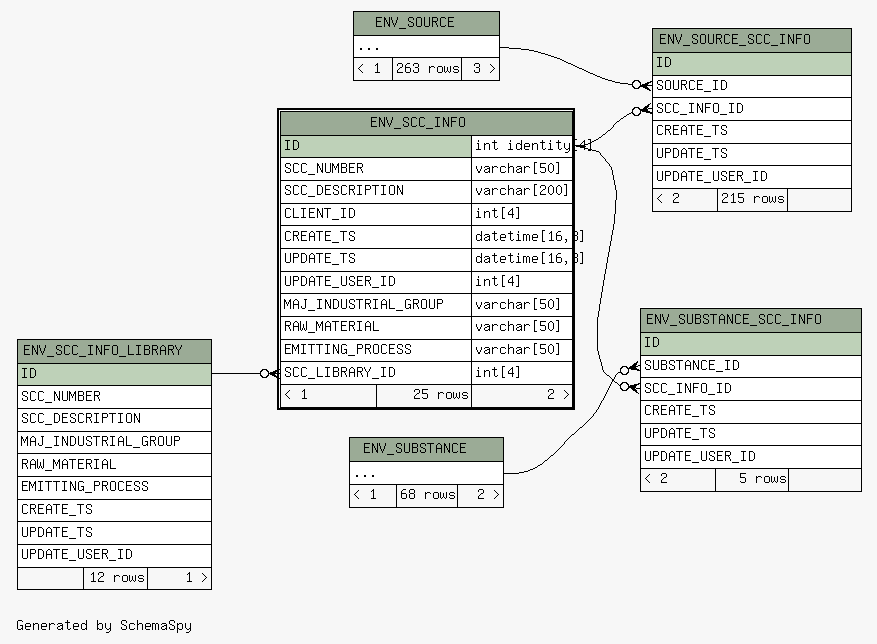 ENV_SOURCE
...
< 1 263 rows 3 >
ENV_SOURCE_SCC_INFO
ID
SOURCE_ID
SCC_INFO_ID
CREATE_TS
UPDATE_TS
UPDATE_USER_ID
< 2 215 rows
ENV_SCC_INFO
ID int identity[4]
SCC_NUMBER varchar[50]
SCC_DESCRIPTION varchar[200]
CLIENT_ID int[4]
CREATE_TS datetime[16,3]
UPDATE_TS datetime[16,3]
UPDATE_USER_ID int[4]
MAJ_INDUSTRIAL_GROUP varchar[50]
RAW_MATERIAL varchar[50]
EMITTING_PROCESS varchar[50]
SCC_LIBRARY_ID int[4]
< 1 25 rows 2 >
ENV_SUBSTANCE_SCC_INFO
ID
SUBSTANCE_ID
SCC_INFO_ID
CREATE_TS
UPDATE_TS
UPDATE_USER_ID
< 2 5 rows
ENV_SCC_INFO_LIBRARY
ID
SCC_NUMBER
SCC_DESCRIPTION
MAJ_INDUSTRIAL_GROUP
RAW_MATERIAL
EMITTING_PROCESS
CREATE_TS
UPDATE_TS
UPDATE_USER_ID
12 rows 1 >
ENV_SUBSTANCE
...
< 1 68 rows 2 >
Generated by SchemaSpy